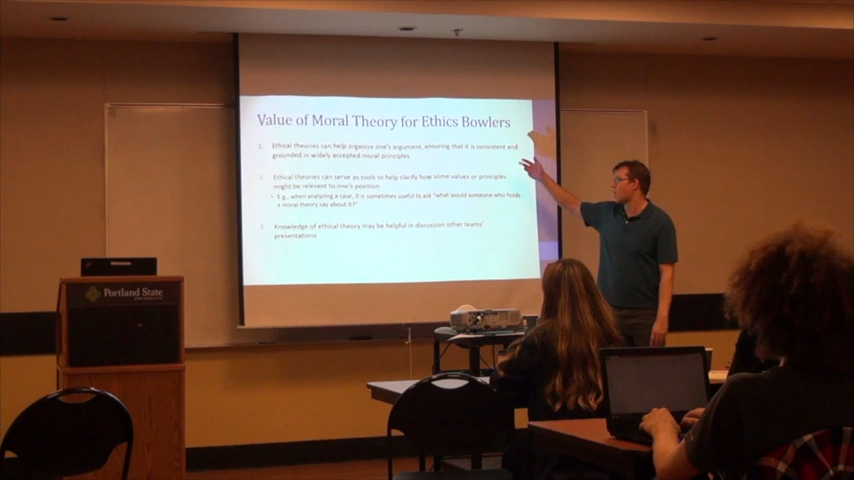 Value of Moral Theory for Ethics Bowlers
1. Ethical theories can help organize one's argument, ensuring that it is consistent and
grounded in widely accepted moral principles
2. Ethical theories can serve as tools to help clarify how some values or principles
might be relevant to one's position
• E.g., when analyzing a case, it is sometimes useful to ask "what would someone who holds
a moral theory say about it?"
3. Knowledge of ethical theory may be helpful in discussion other teams'
presentations
Portland State
UNIVERSITY